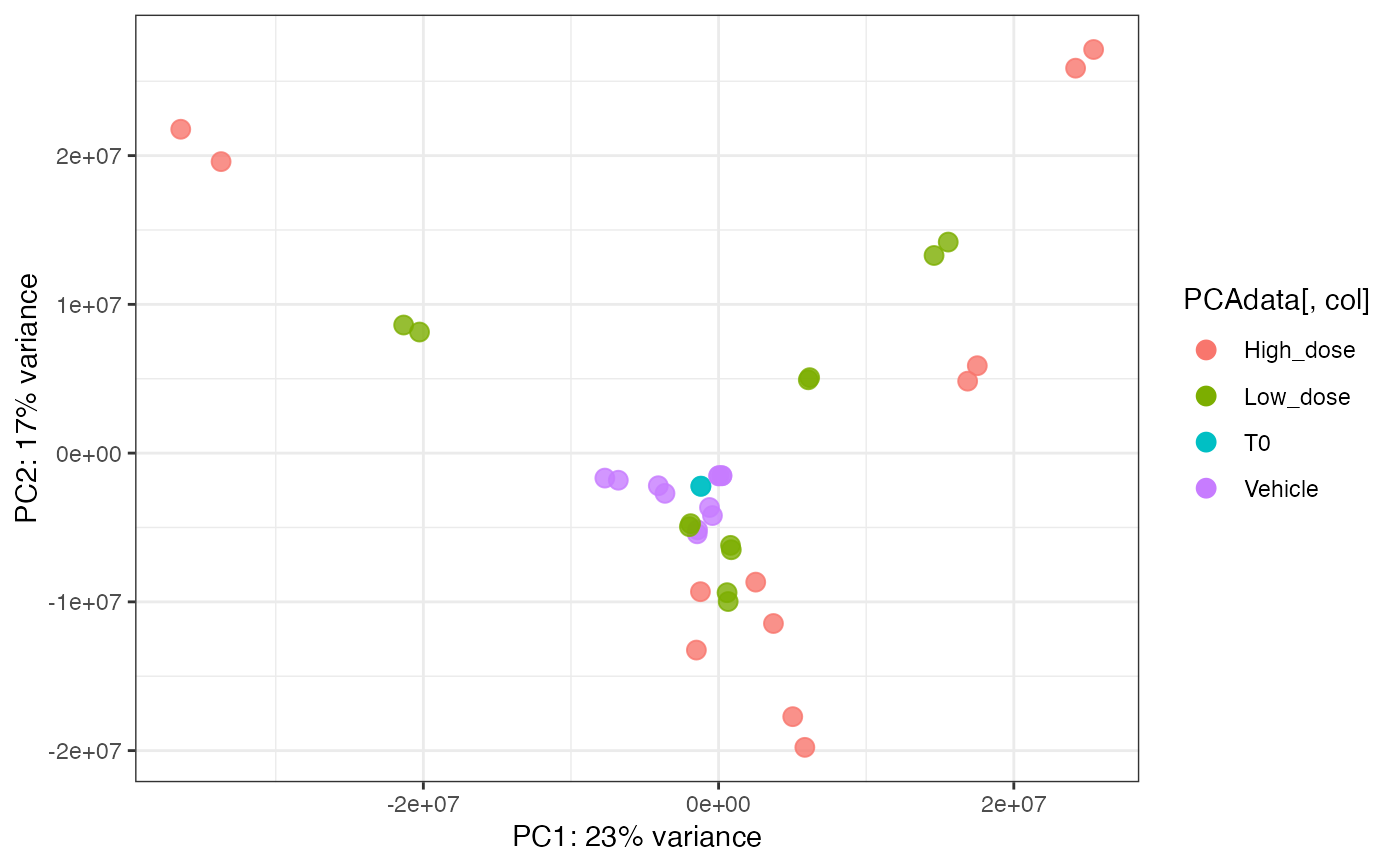 PC2: 17% variance
2e+07
1e+07
0e+00
-1e+07
-2e+07
-2e+07
0e+00
2e+07
PC1: 23% variance
PCAdata[, col]
High_dose
Low_dose
T0
Vehicle